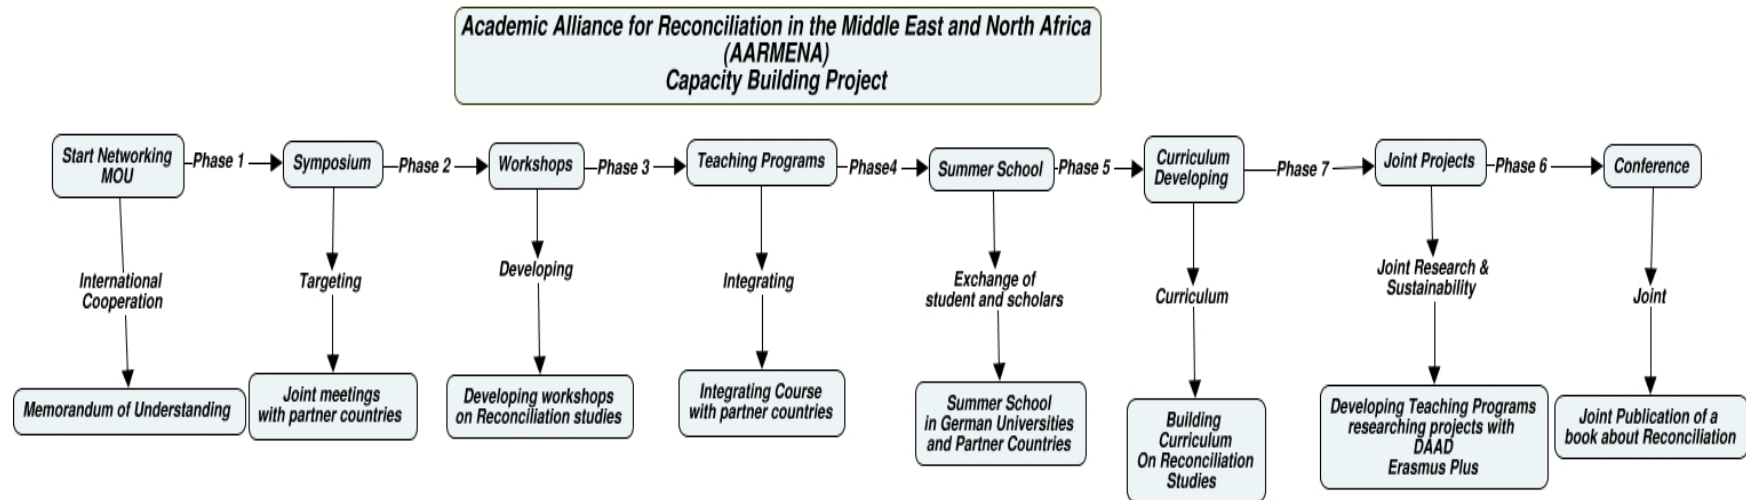 Academic Alliance for Reconciliation in the Middle East and North Africa
(AARMENA)
Capacity Building Project
Start Networking
MOU
Phase 1
Symposium
Phase 2
Workshops
Phase 3
Teaching Programs
Phase4
Summer School
Phase 5
Curriculum
Developing
Phase 7
Joint Projects
Phase 6
Conference
International
Cooperation
Targeting
Developing
Integrating
Exchange of
student and scholars
Curriculum
Joint Research &
Sustainability
Joint
Memorandum of Understanding
Joint meetings
with partner countries
Developing workshops
on Reconciliation studies
Integrating Course
with partner countries
Summer School
in German Universities
and Partner Countries
Building
Curriculum
On Reconciliation
Studies
Developing Teaching Programs
researching projects with
DAAD
Erasmus Plus
Joint Publication of a
book about Reconciliation